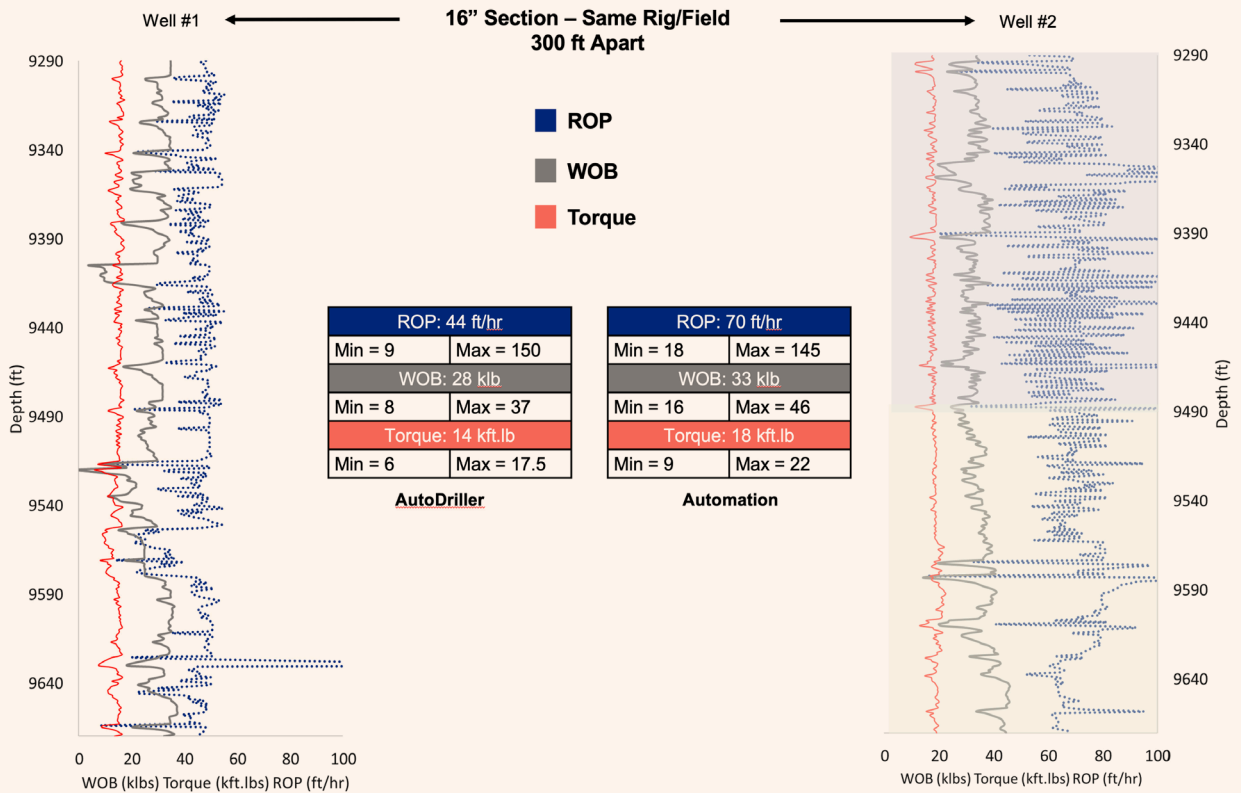 Well #1
16” Section – Same Rig/Field
300 ft Apart
Well #2
ROP
WOB
Torque
Depth (ft)
9290
9340
9390
9440
9490
9540
9590
9640
0 20 40 60 80 100
WOB (klbs) Torque (kft.lbs) ROP (ft/hr)
ROP: 44 ft/hr
Min = 9 Max = 150
WOB: 28 klb
Min = 8 Max = 37
Torque: 14 kft.lb
Min = 6 Max = 17.5
AutoDriller
ROP: 70 ft/hr
Min = 18 Max = 145
WOB: 33 klb
Min = 16 Max = 46
Torque: 18 kft.lb
Min = 9 Max = 22
Automation
9290
9340
9390
9440
9490
9540
9590
9640
Depth (ft)
0 20 40 60 80 100 0
WOB (klbs) Torque (kft.lbs) ROP (ft/hr)